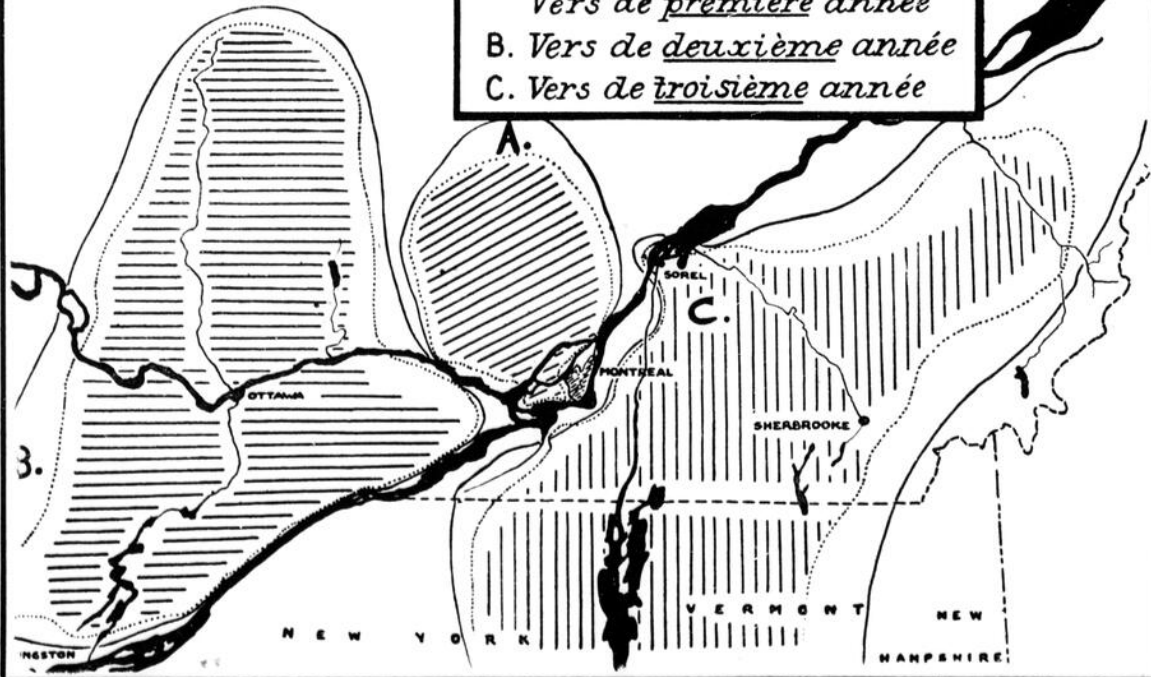 Vers de première année
B. Vers de deuxième année
C. Vers de troisième année
A.
SOREL
C.
MONTREAL
OTTAWA
SHERBROOKE
B.
VERMONT
NEW
NEW YORK
HAMPSHIRE
NGSTON